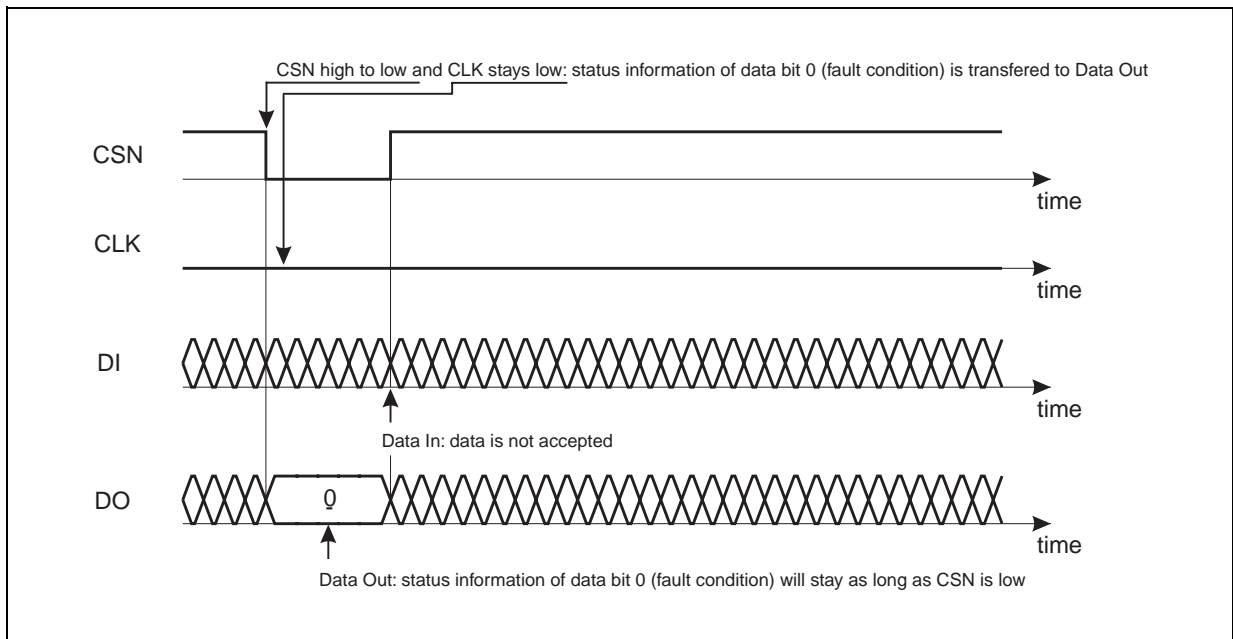 CSN high to low and CLK stays low: status information of data bit 0 (fault condition) is transfered to Data Out
CSN
time
CLK
time
DI
time
Data In: data is not accepted
DO
0
time
Data Out: status information of data bit 0 (fault condition) will stay as long as CSN is low